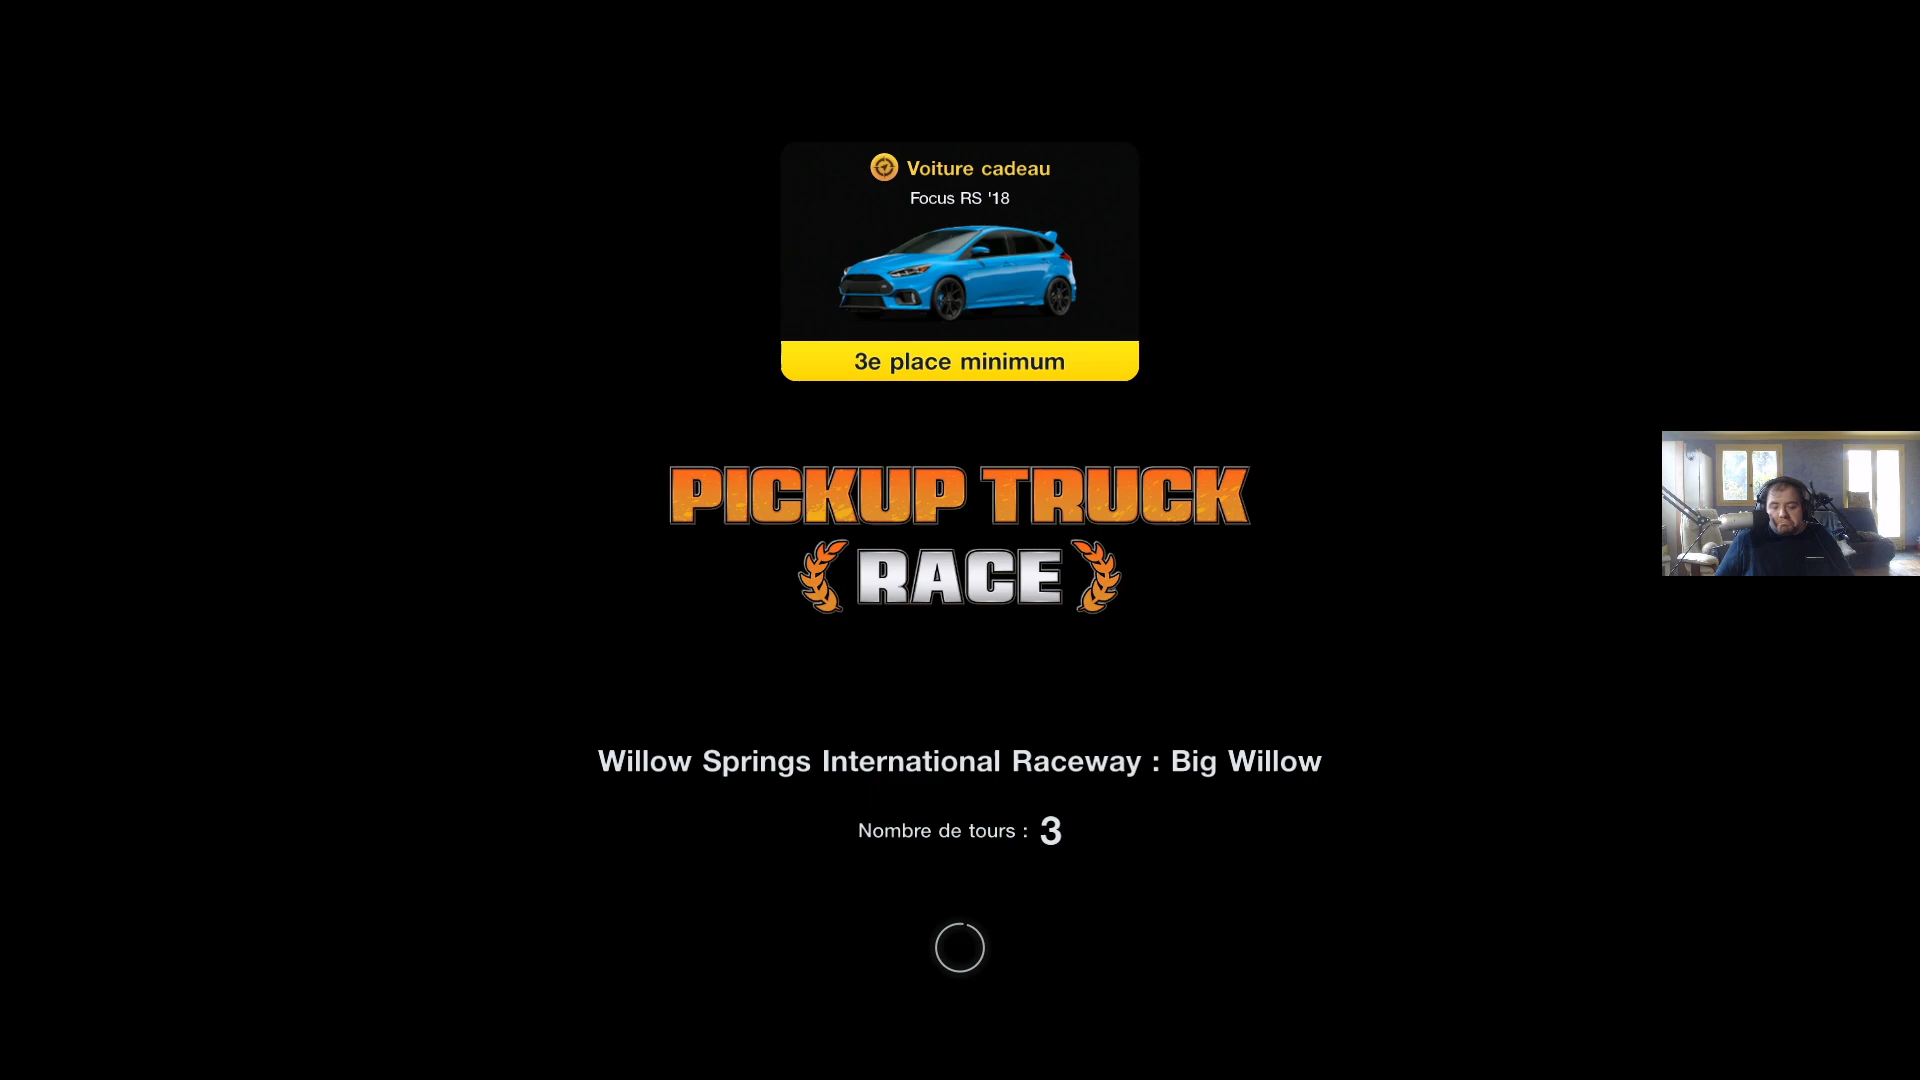 Voiture cadeau
Focus RS '18
3e place minimum
PICKUP TRUCK
RACE
Willow Springs International Raceway : Big Willow
Nombre de tours : 3